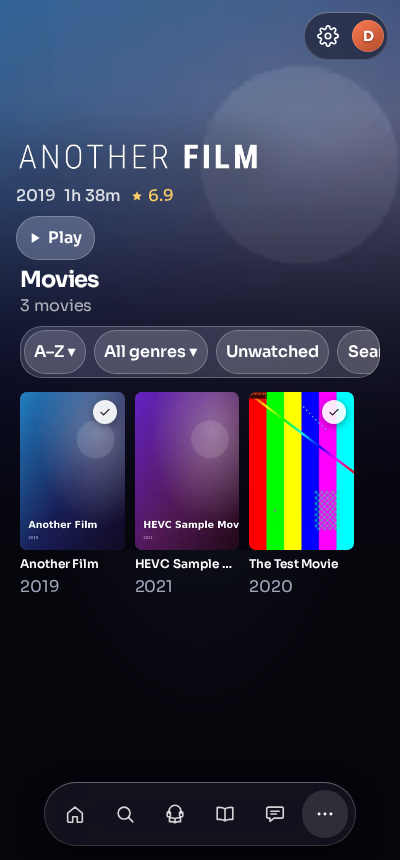 D
ANOTHER FILM
2019 1h 38m ★ 6.9
Play
Movies
3 movies
A–Z ▾ All genres ▾ Unwatched Sear
Another Film
2019
HEVC Sample Mov
2021
Another Film HEVC Sample ... The Test Movie
2019 2021 2020